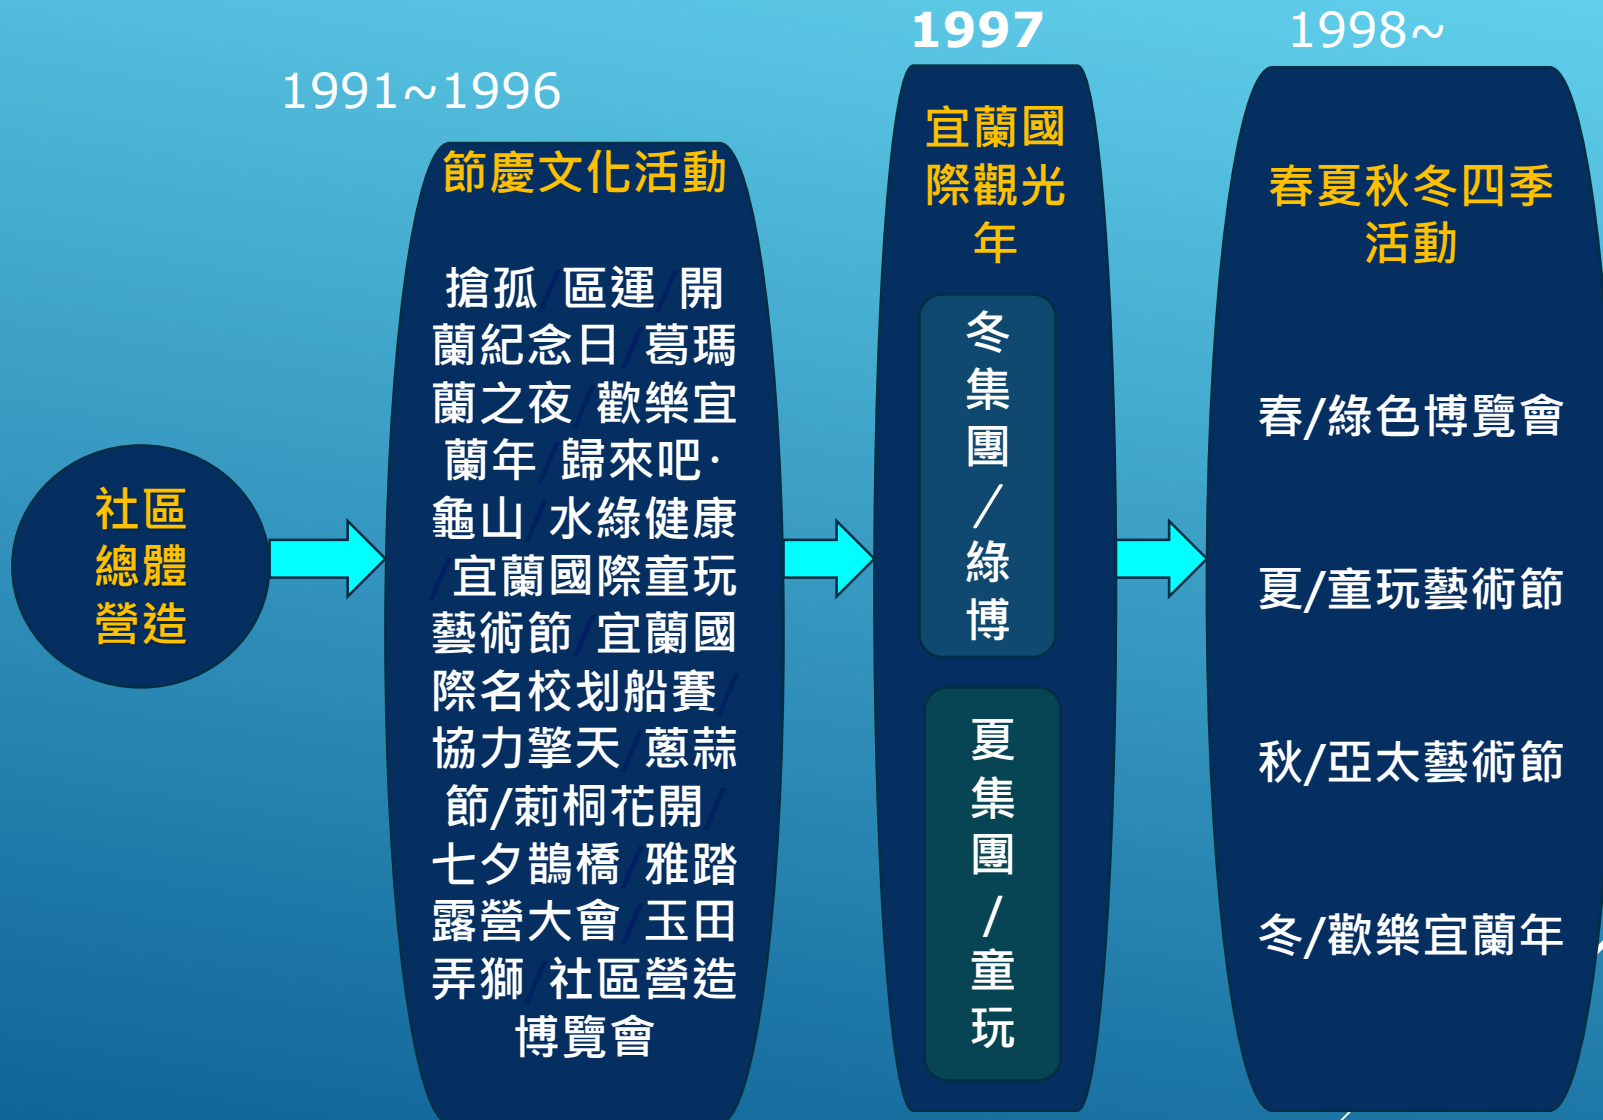 1991~1996
1997
1998~
社區
總體
營造
節慶文化活動
搶孤/區運/開
蘭紀念日/葛瑪
蘭之夜/歡樂宜
蘭年/歸來吧·
龜山/水綠健康
/宜蘭國際童玩
藝術節/宜蘭國
際名校划船賽/
協力擎天/蔥蒜
節/莿桐花開/
七夕鵲橋/雅踏
露營大會/玉田
弄獅/社區營造
博覽會
宜蘭國
際觀光
年
冬集團/綠博
夏集團/童玩
春夏秋冬四季
活動
春/綠色博覽會
夏/童玩藝術節
秋/亞太藝術節
冬/歡樂宜蘭年